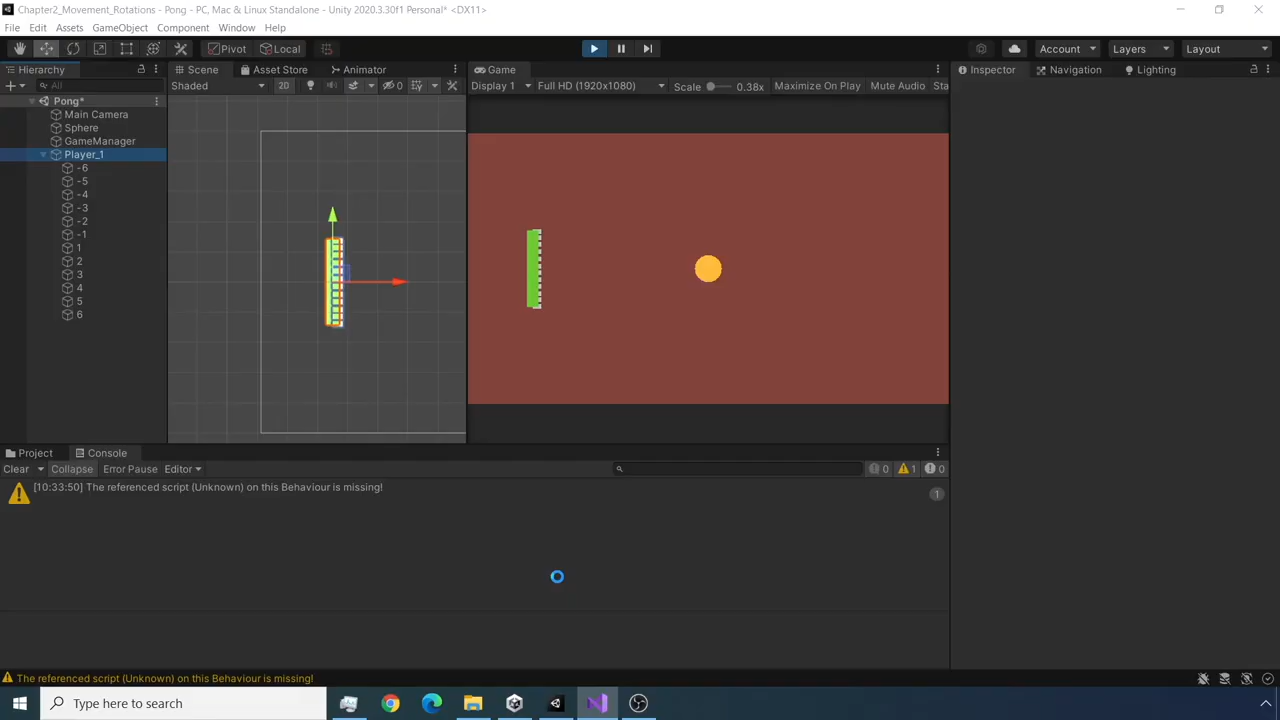 Chapter2_Movement_Rotations - Pong - PC, Mac & Linux Standalone - Unity 2020.3.30f1 Personal* <DX11>
File Edit Assets GameObject Component Window Help
Pivot Local Account Layers Layout
Hierarchy Scene Asset Store Animator Game Inspector Navigation Lighting
All Shaded 2D 0 Display 1 Full HD (1920x1080) Scale 0.38x Maximize On Play Mute Audio Sta
Pong*
Main Camera
Sphere
GameManager
Player_1
-6
-5
-4
-3
-2
-1
1
2
3
4
5
6
Project Console
Clear Collapse Error Pause Editor 0 1 0
[10:33:50] The referenced script (Unknown) on this Behaviour is missing! 1
The referenced script (Unknown) on this Behaviour is missing!
Type here to search